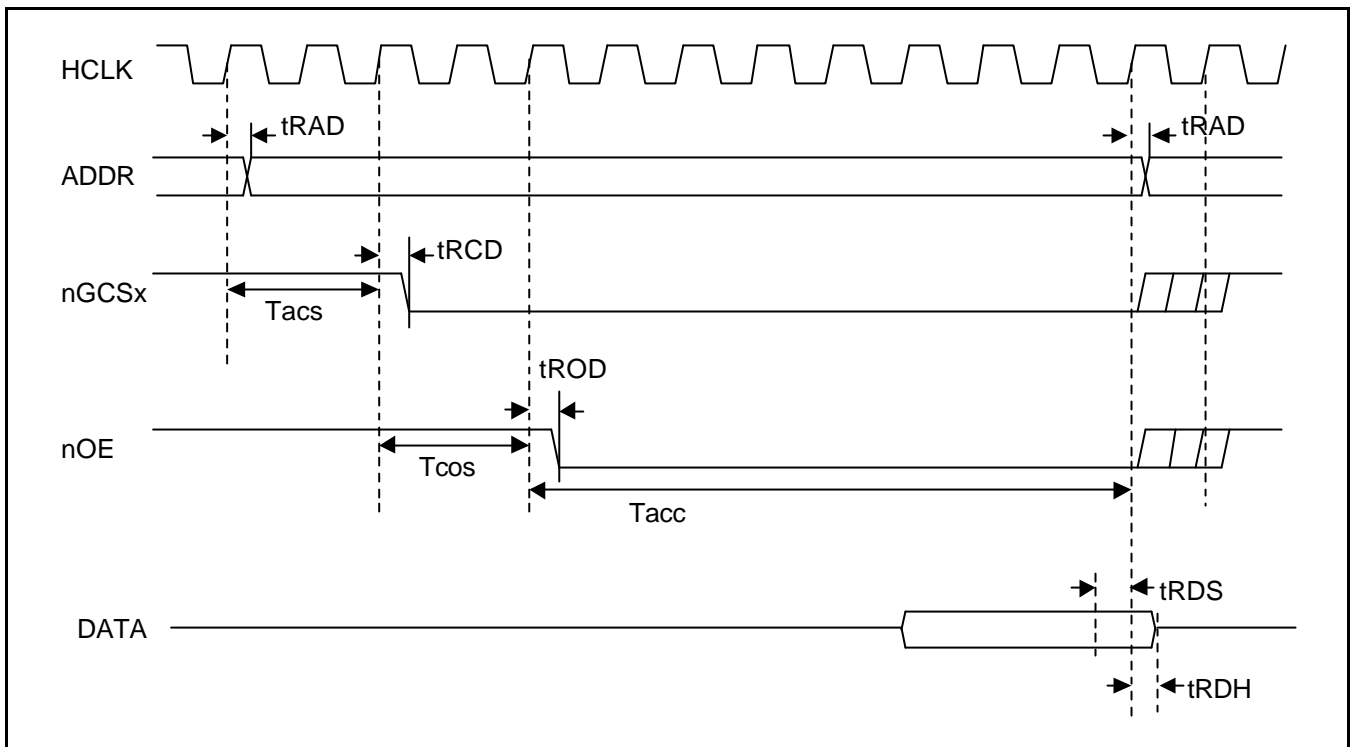 HCLK
tRAD
tRAD
ADDR
tRCD
nGCSx
Tacs
tROD
nOE
Tcos
Tacc
tRDS
DATA
tRDH